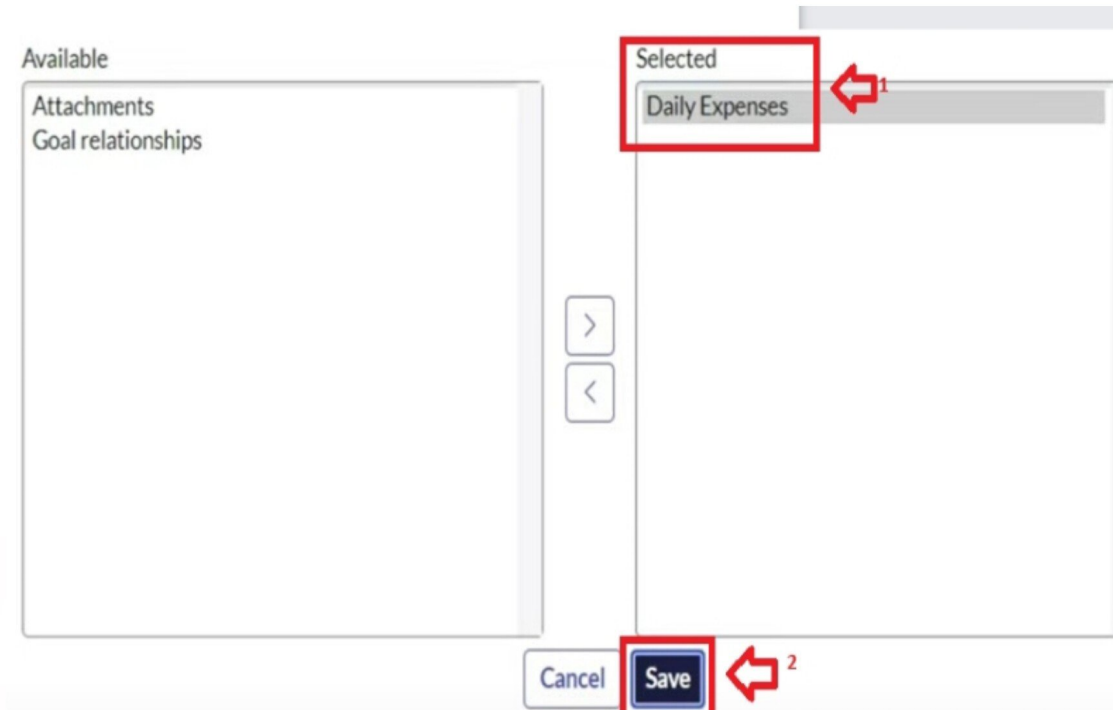 Available
Attachments
Goal relationships
>
<
Selected
Daily Expenses
1
Cancel
Save
2